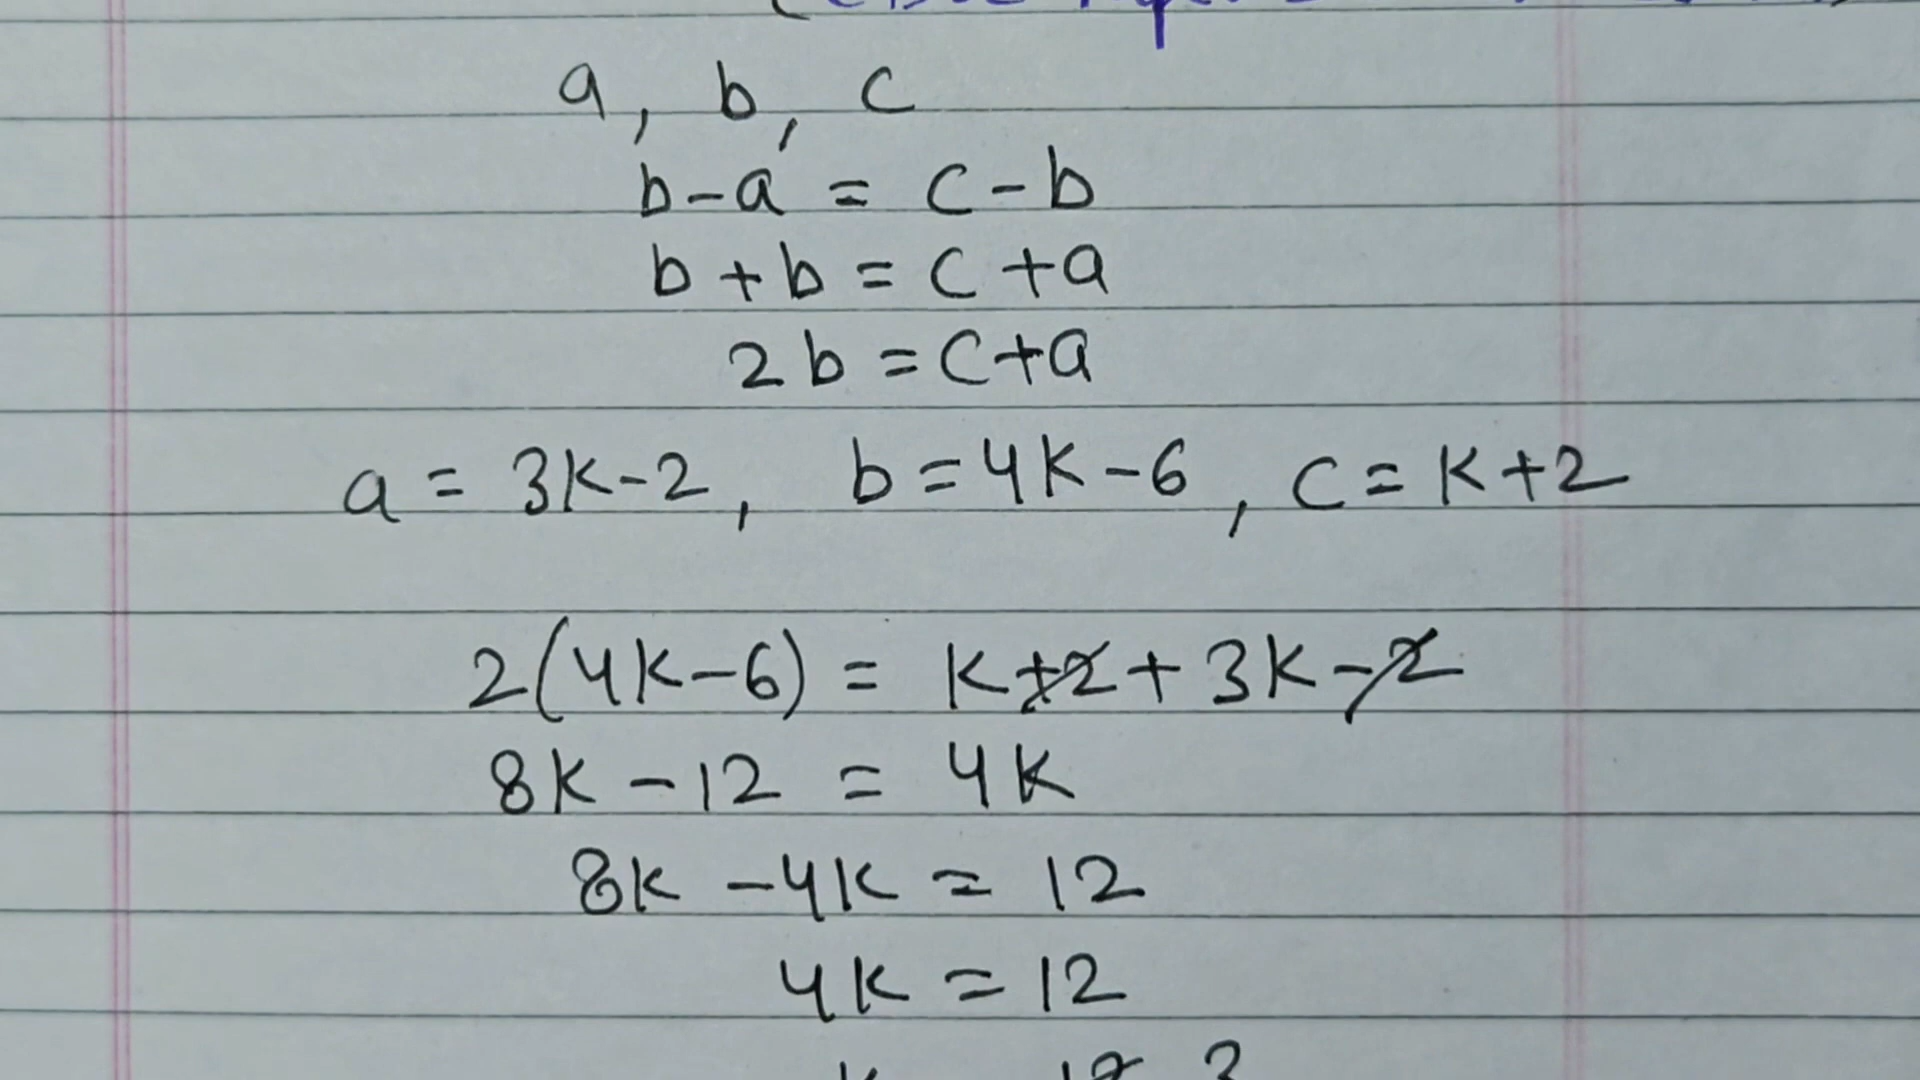 a, b, c
b-a = c-b
b+b = c+a
2b = c+a
a = 3k-2, b = 4k-6, c = k+2
2(4k-6) = k+2+3k-2
8k - 12 = 4k
8k - 4k = 12
4k = 12